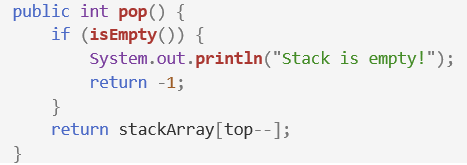 public int pop() {
    if (isEmpty()) {
        System.out.println("Stack is empty!");
        return -1;
    }
    return stackArray[top--];
}